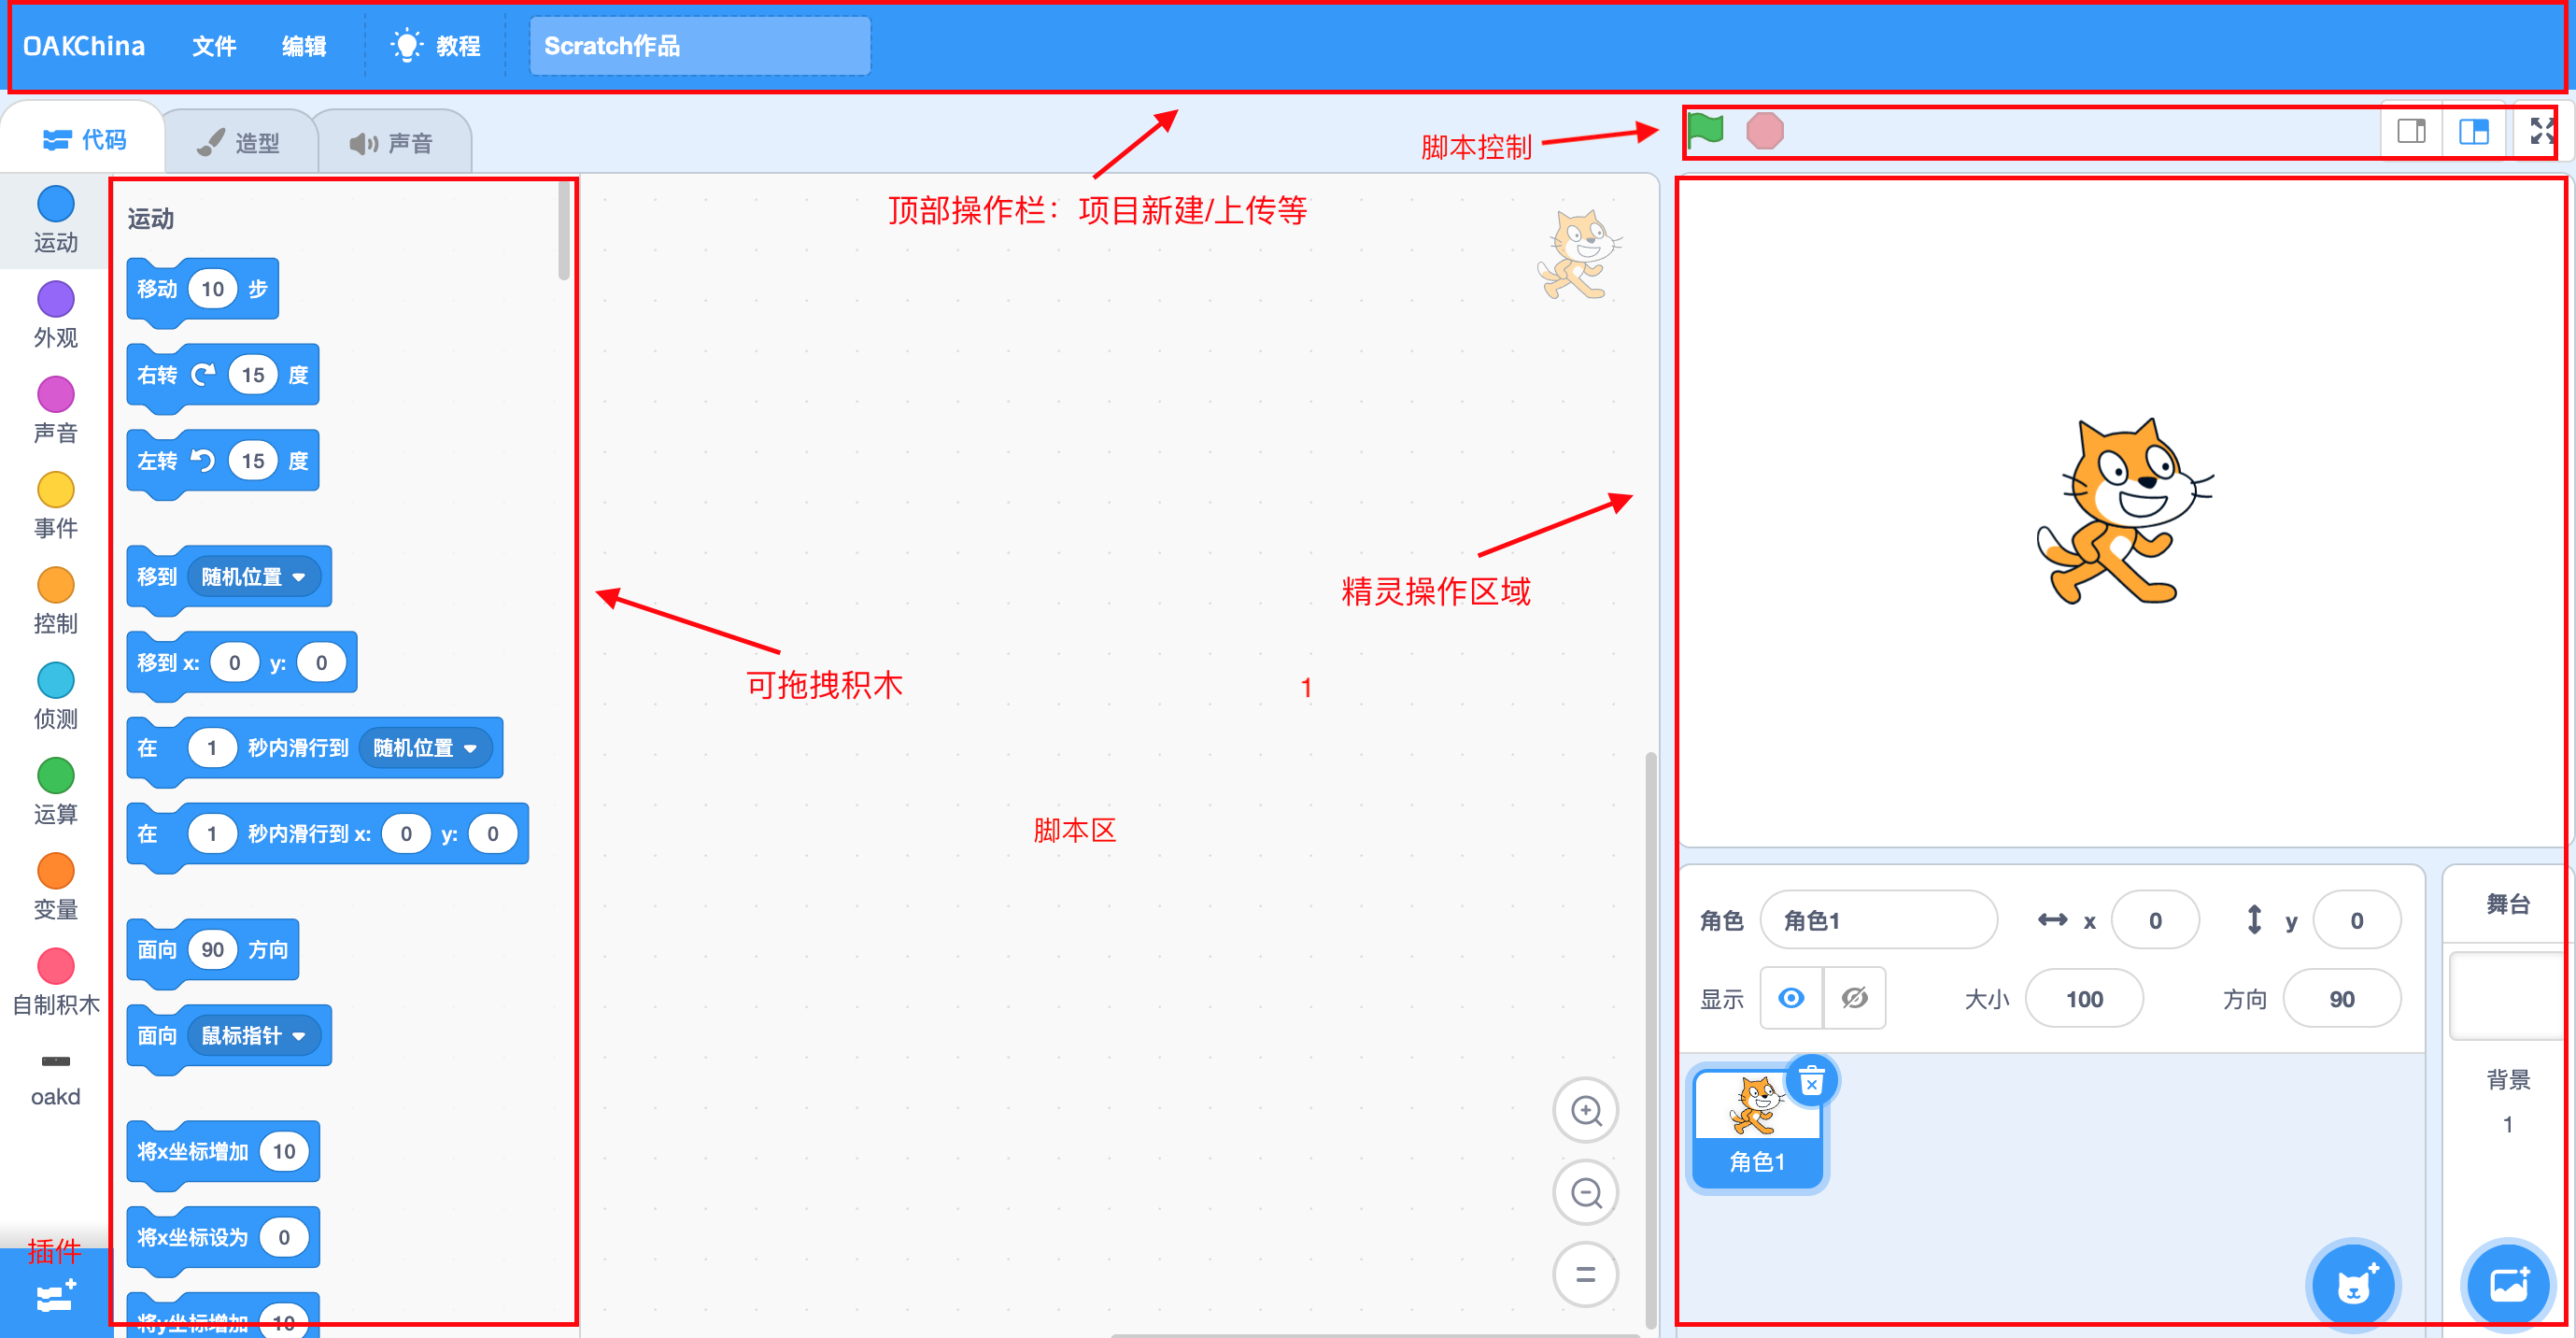 OAKChina 文件 编辑 教程 Scratch作品
代码 造型 声音
脚本控制
顶部操作栏：项目新建/上传等
运动
外观
声音
事件
控制
侦测
运算
变量
自制积木
oakd
插件
运动
移动 10 步
右转 15 度
左转 15 度
移到 随机位置
移到 x: 0 y: 0
在 1 秒内滑行到 随机位置
在 1 秒内滑行到 x: 0 y: 0
面向 90 方向
面向 鼠标指针
将x坐标增加 10
将x坐标设为 0
将y坐标增加 10
可拖拽积木
精灵操作区域
1
脚本区
角色 角色1 x 0 y 0
显示 大小 100 方向 90
角色1
舞台
背景
1